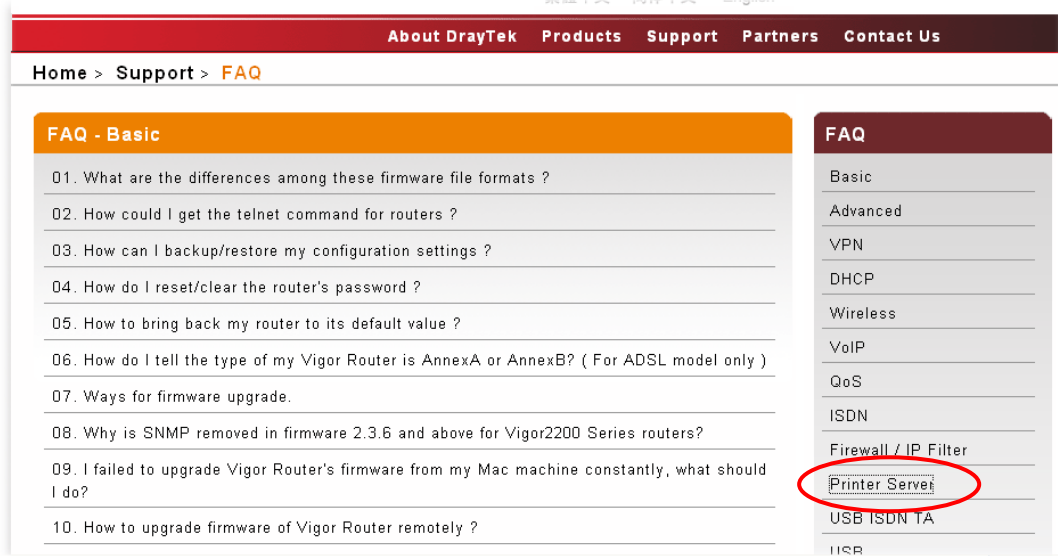 About DrayTek Products Support Partners Contact Us
Home > Support > FAQ
FAQ - Basic
01. What are the differences among these firmware file formats ?
02. How could I get the telnet command for routers ?
03. How can I backup/restore my configuration settings ?
04. How do I reset/clear the router's password ?
05. How to bring back my router to its default value ?
06. How do I tell the type of my Vigor Router is AnnexA or AnnexB? ( For ADSL model only )
07. Ways for firmware upgrade.
08. Why is SNMP removed in firmware 2.3.6 and above for Vigor2200 Series routers?
09. I failed to upgrade Vigor Router's firmware from my Mac machine constantly, what should
I do?
10. How to upgrade firmware of Vigor Router remotely ?
FAQ
Basic
Advanced
VPN
DHCP
Wireless
VoIP
QoS
ISDN
Firewall / IP Filter
Printer Server
USB ISDN TA
USB